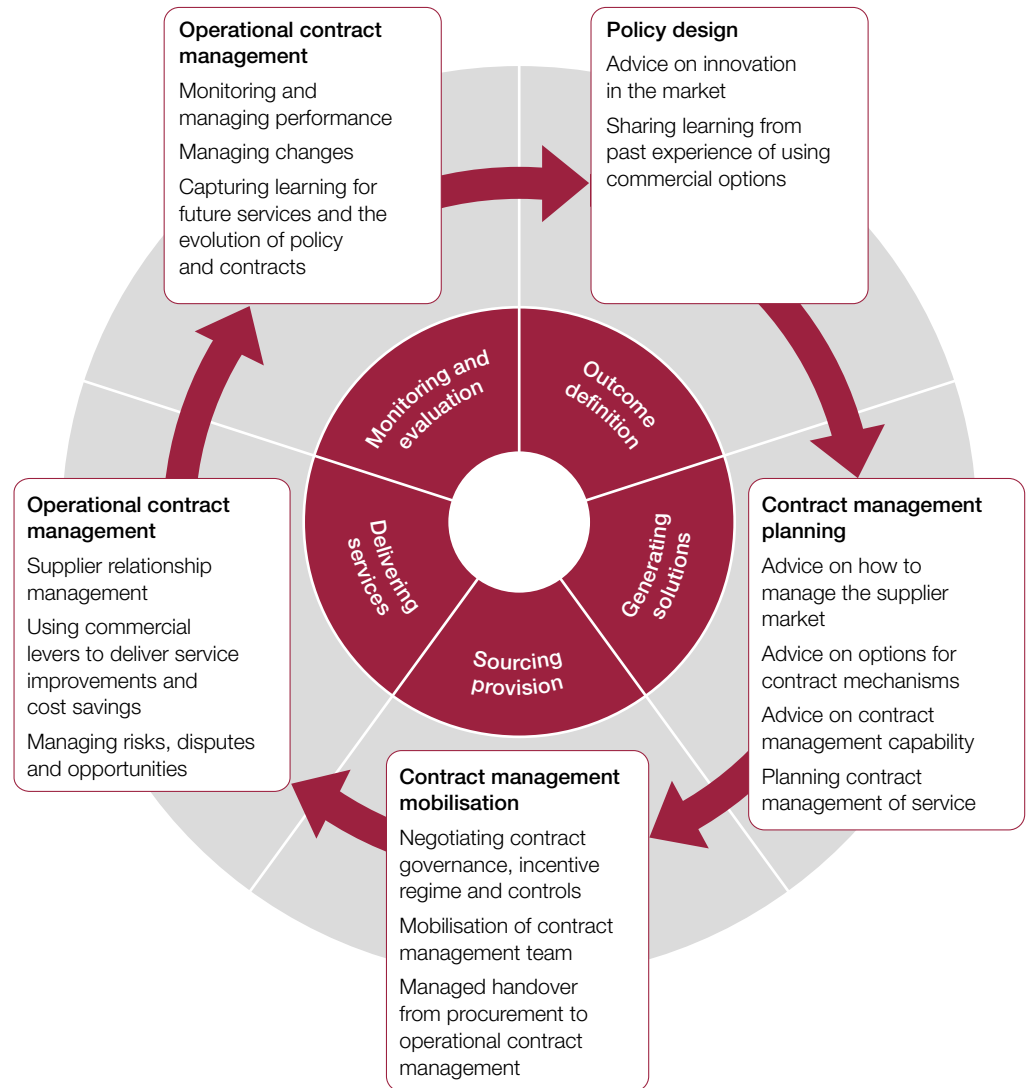 Operational contract
management
Monitoring and
managing performance
Managing changes
Capturing learning for
future services and the
evolution of policy
and contracts
Policy design
Advice on innovation
in the market
Sharing learning from
past experience of using
commercial options
Monitoring and
evaluation
Outcome
definition
Delivering
services
Generating
solutions
Sourcing
provision
Operational contract
management
Supplier relationship
management
Using commercial
levers to deliver service
improvements and
cost savings
Managing risks, disputes
and opportunities
Contract management
planning
Advice on how to
manage the supplier
market
Advice on options for
contract mechanisms
Advice on contract
management capability
Planning contract
management of service
Contract management
mobilisation
Negotiating contract
governance, incentive
regime and controls
Mobilisation of contract
management team
Managed handover
from procurement to
operational contract
management